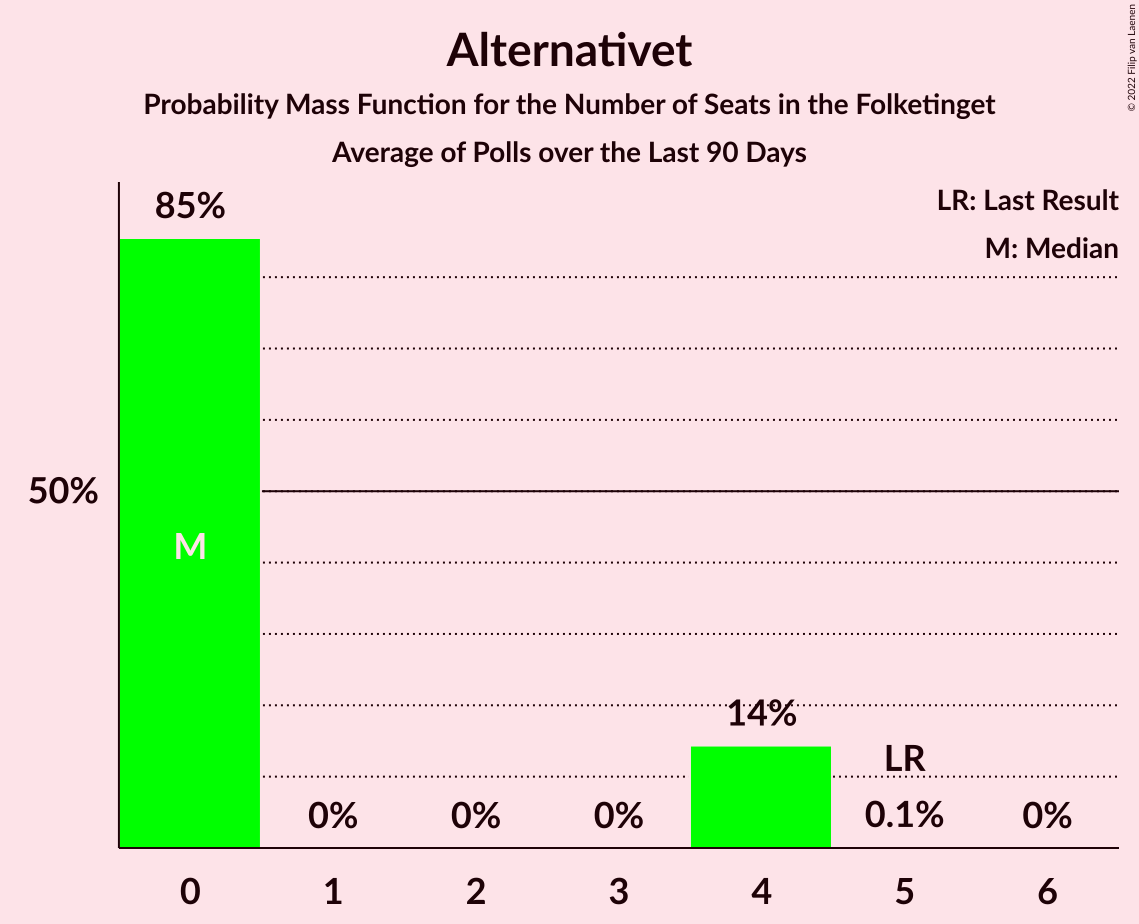 Alternativet
Probability Mass Function for the Number of Seats in the Folketinget
Average of Polls over the Last 90 Days
© 2022 Filip van Laenen
LR: Last Result
M: Median
85%
50%
M
14%
LR
0% 0% 0% 0.1% 0%
0 1 2 3 4 5 6